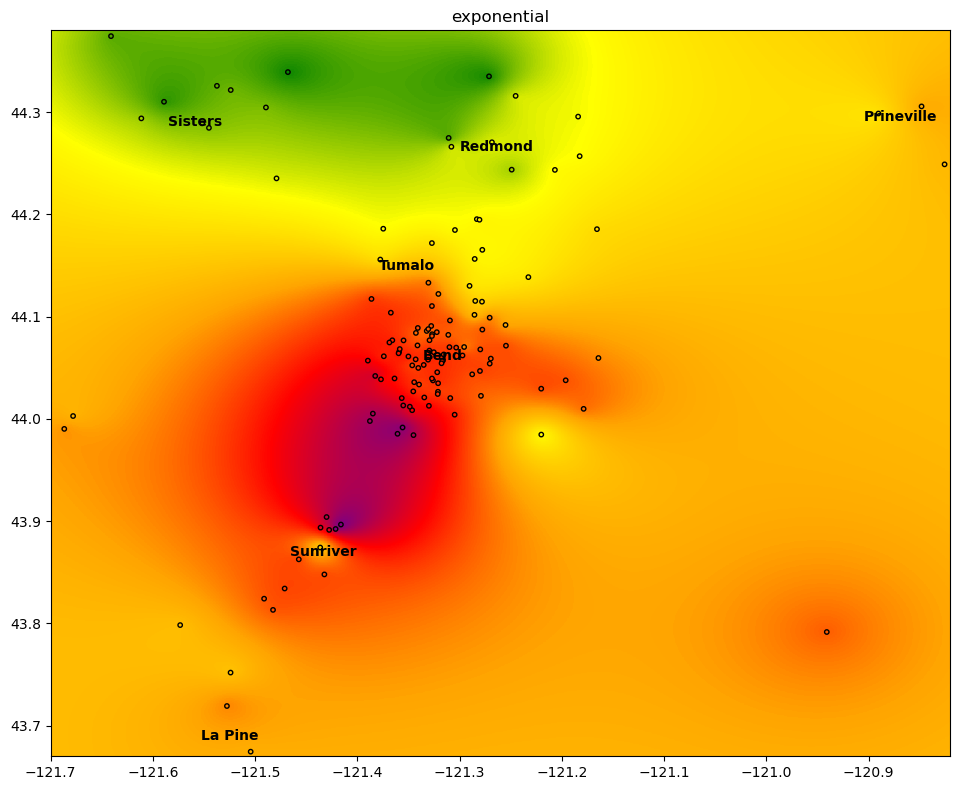 exponential
44.3
44.2
44.1
44.0
43.9
43.8
43.7
Sisters
Redmond
Prineville
Tumalo
Bend
Sunriver
La Pine
−121.7 −121.6 −121.5 −121.4 −121.3 −121.2 −121.1 −121.0 −120.9